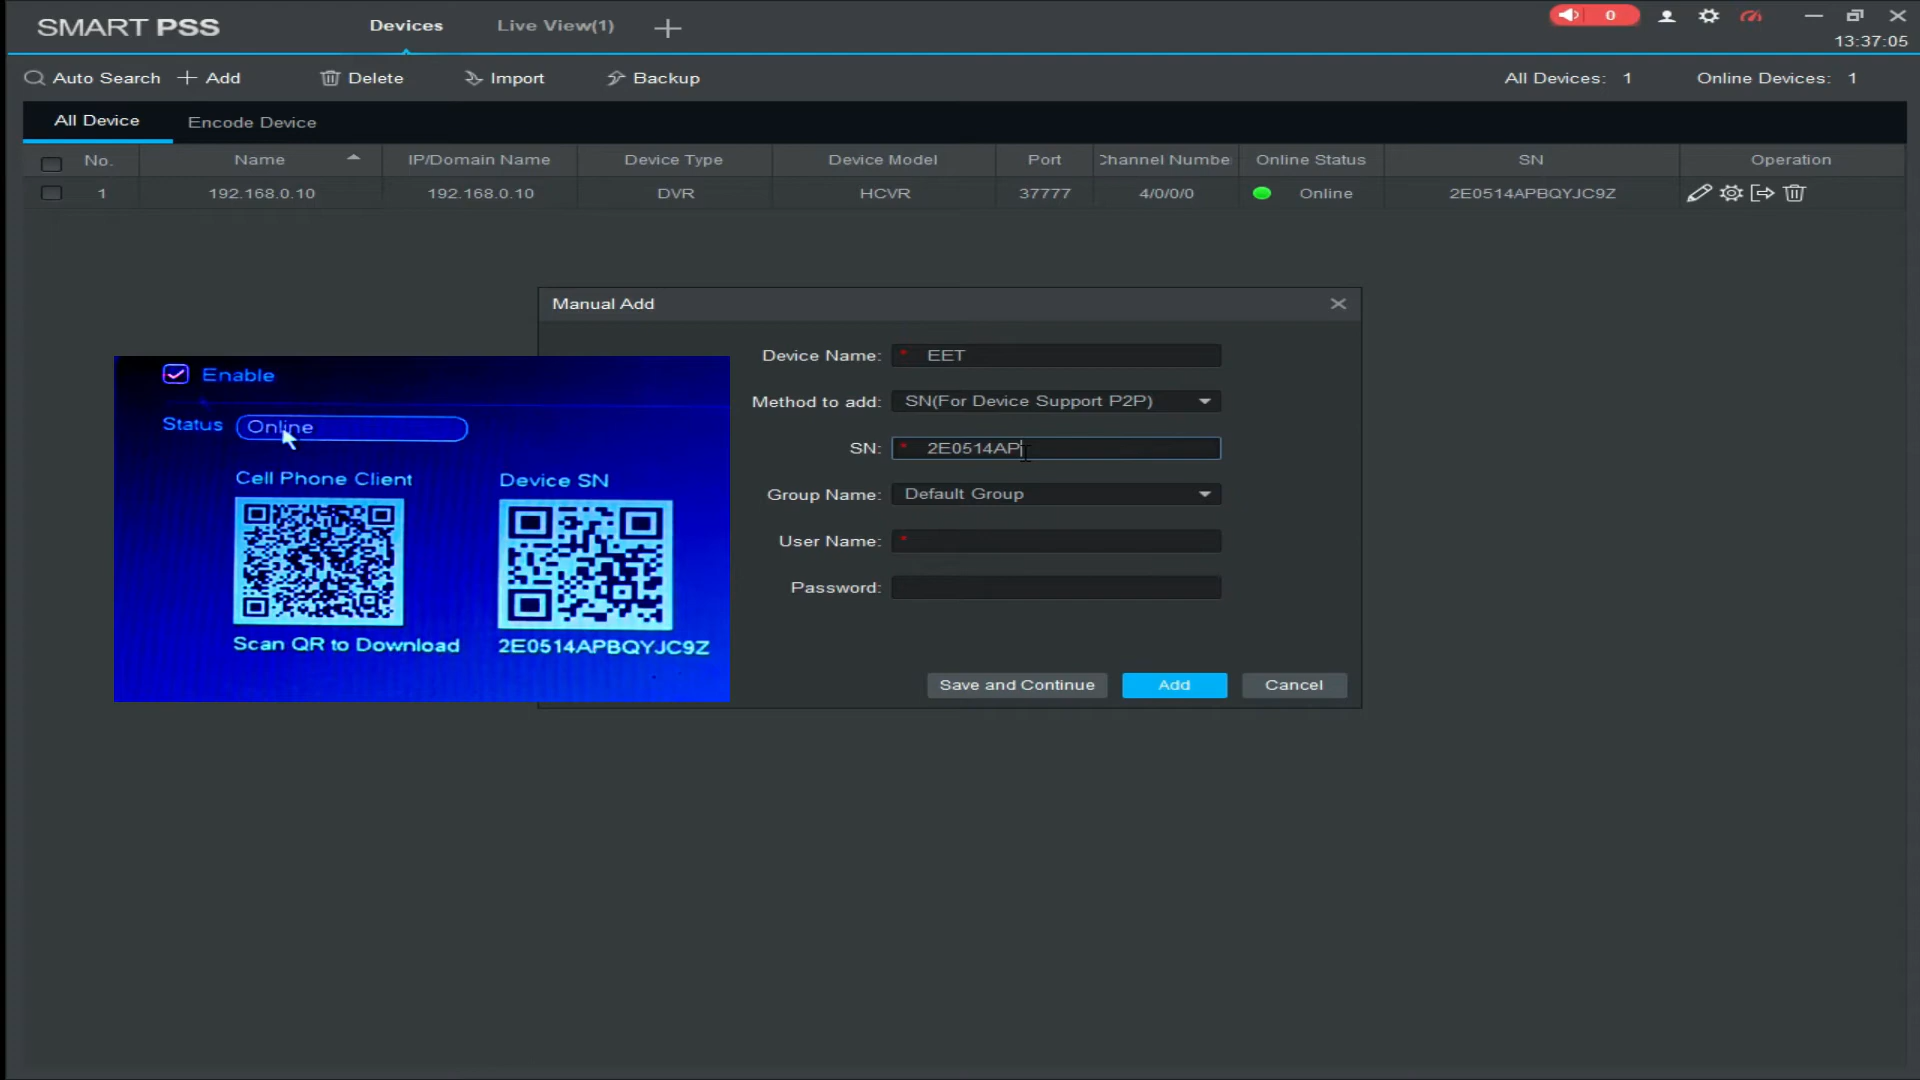 SMART PSS
Devices
Live View(1)
0
13:37:05
Auto Search
Add
Delete
Import
Backup
All Devices: 1
Online Devices: 1
All Device
Encode Device
No. Name IP/Domain Name Device Type Device Model Port Channel Numbe Online Status SN Operation
1 192.168.0.10 192.168.0.10 DVR HCVR 37777 4/0/0/0 Online 2E0514APBQYJC9Z
Manual Add
Device Name: * EET
Method to add: SN(For Device Support P2P)
SN: * 2E0514AP
Group Name: Default Group
User Name: *
Password:
Save and Continue
Add
Cancel
Enable
Status Online
Cell Phone Client
Device SN
Scan QR to Download
2E0514APBQYJC9Z